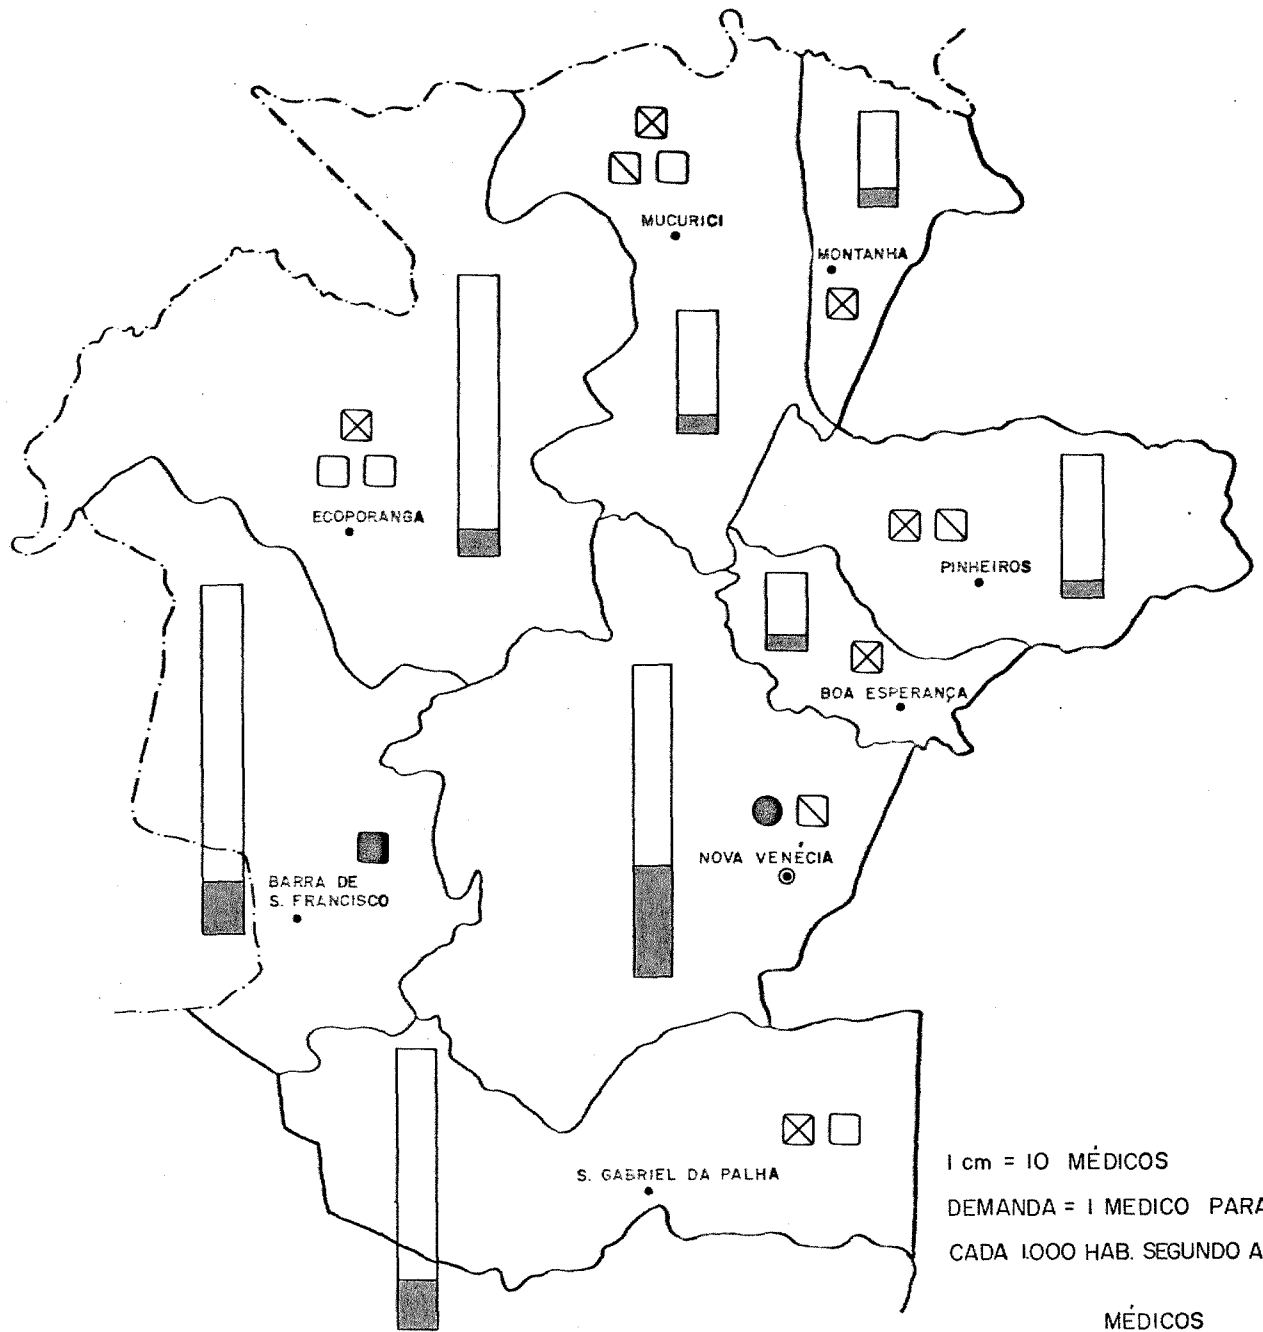 MUCURICI
MONTANHA
ECOPORANGA
PINHEIROS
BOA ESPERANÇA
NOVA VENÉCIA
BARRA DE
S. FRANCISCO
S. GABRIEL DA PALHA
1 cm = 10 MÉDICOS
DEMANDA = 1 MEDICO PARA
CADA 1.000 HAB. SEGUNDO A
MÉDICOS